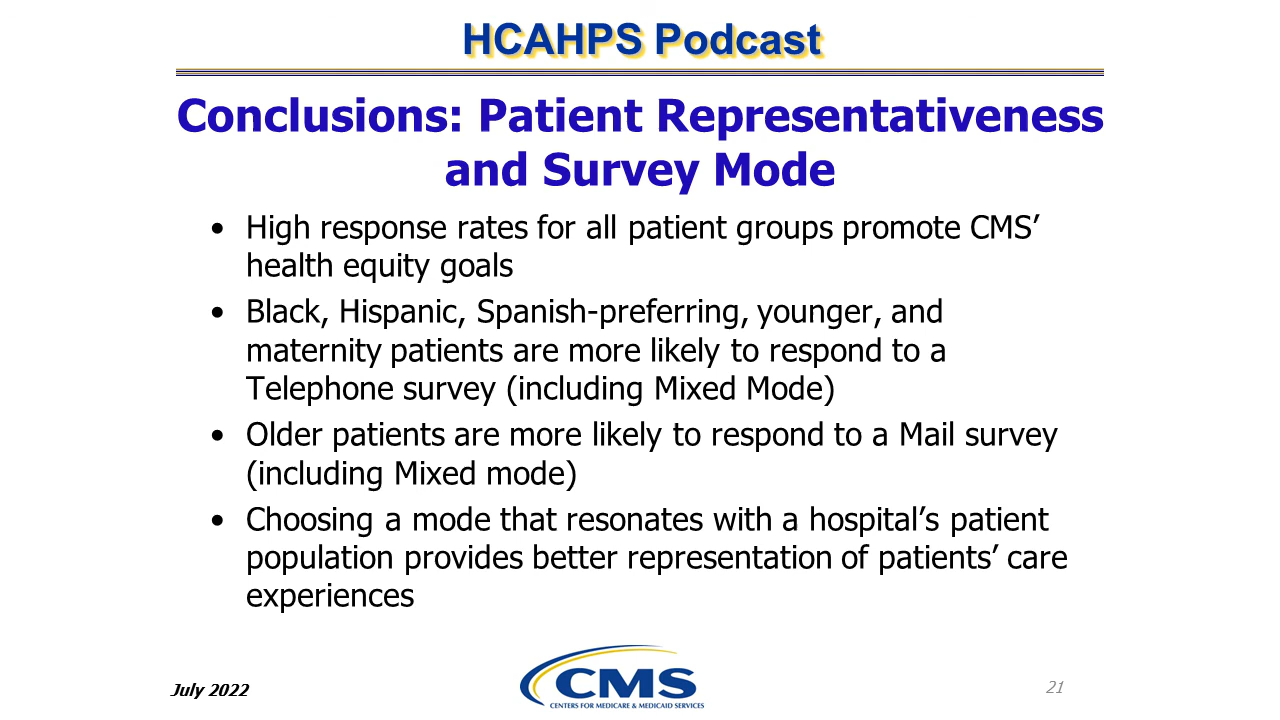 HCAHPS Podcast
Conclusions: Patient Representativeness
and Survey Mode
• High response rates for all patient groups promote CMS’
health equity goals
• Black, Hispanic, Spanish-preferring, younger, and
maternity patients are more likely to respond to a
Telephone survey (including Mixed Mode)
• Older patients are more likely to respond to a Mail survey
(including Mixed mode)
• Choosing a mode that resonates with a hospital’s patient
population provides better representation of patients’ care
experiences
July 2022
CMS
CENTERS FOR MEDICARE & MEDICAID SERVICES
21